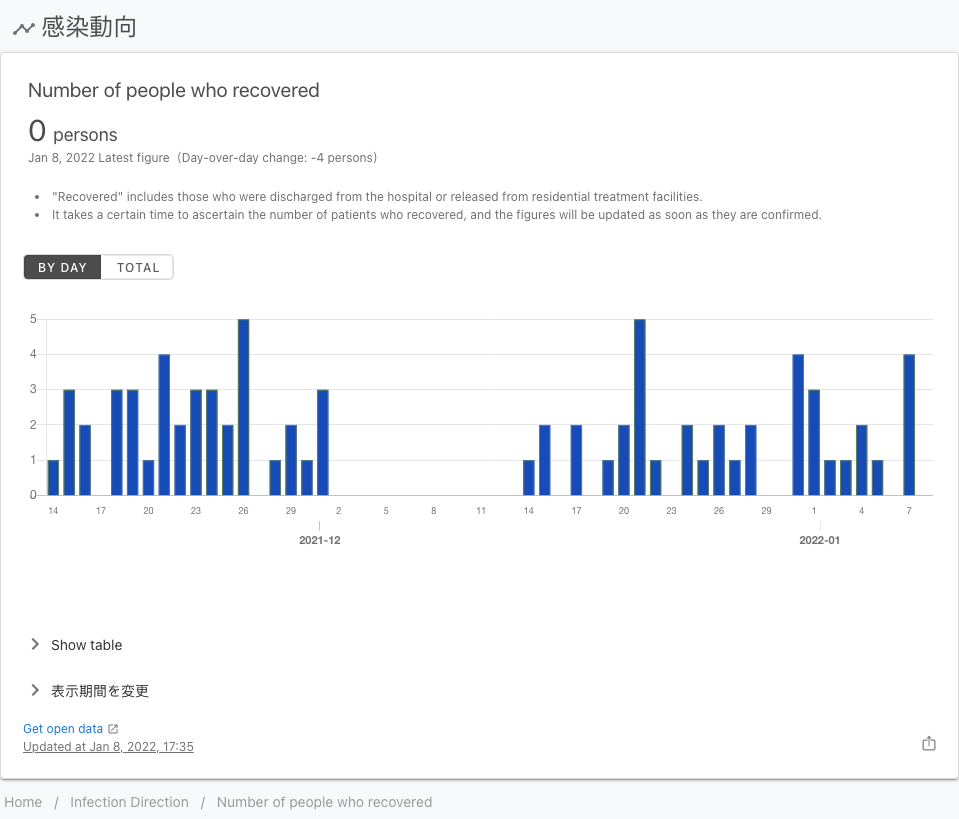 感染動向
Number of people who recovered
0 persons
Jan 8, 2022 Latest figure（Day-over-day change: -4 persons）
• "Recovered" includes those who were discharged from the hospital or released from residential treatment facilities.
• It takes a certain time to ascertain the number of patients who recovered, and the figures will be updated as soon as they are confirmed.
BY DAY TOTAL
5
4
3
2
1
0
14 17 20 23 26 29 2 5 8 11 14 17 20 23 26 29 1 4 7
2021-12 2022-01
Show table
表示期間を変更
Get open data
Updated at Jan 8, 2022, 17:35
Home / Infection Direction / Number of people who recovered